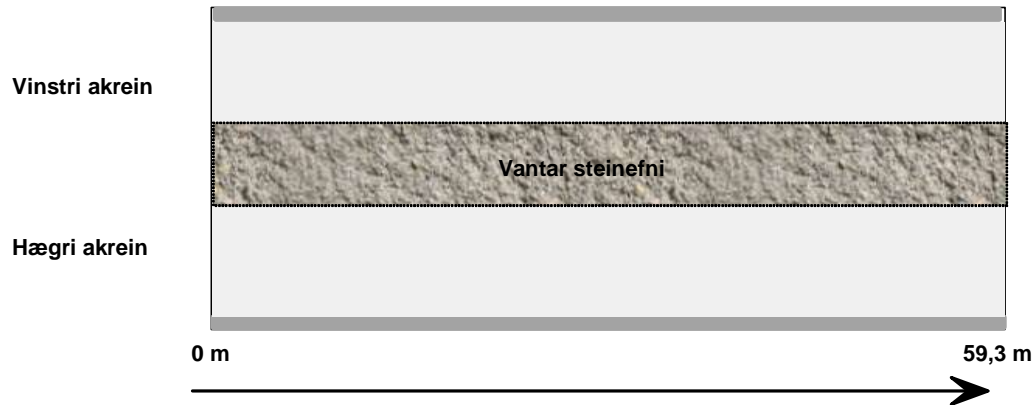 Vinstri akrein
Vantar steinefni
Hægri akrein
0 m
59,3 m